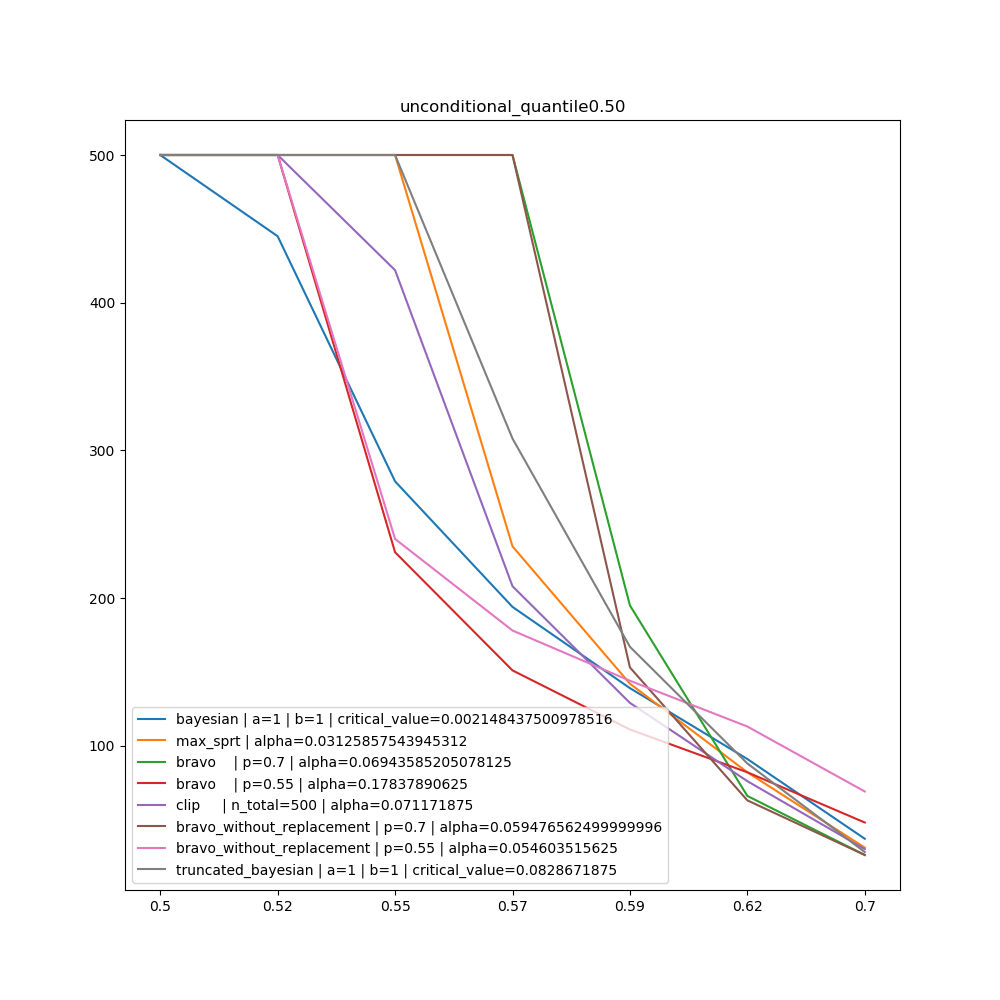 unconditional_quantile0.50
500
400
300
200
100
bayesian | a=1 | b=1 | critical_value=0.002148437500978516
max_sprt | alpha=0.03125857543945312
bravo    | p=0.7 | alpha=0.06943585205078125
bravo    | p=0.55 | alpha=0.17837890625
clip     | n_total=500 | alpha=0.071171875
bravo_without_replacement | p=0.7 | alpha=0.059476562499999996
bravo_without_replacement | p=0.55 | alpha=0.054603515625
truncated_bayesian | a=1 | b=1 | critical_value=0.0828671875
0.5 0.52 0.55 0.57 0.59 0.62 0.7